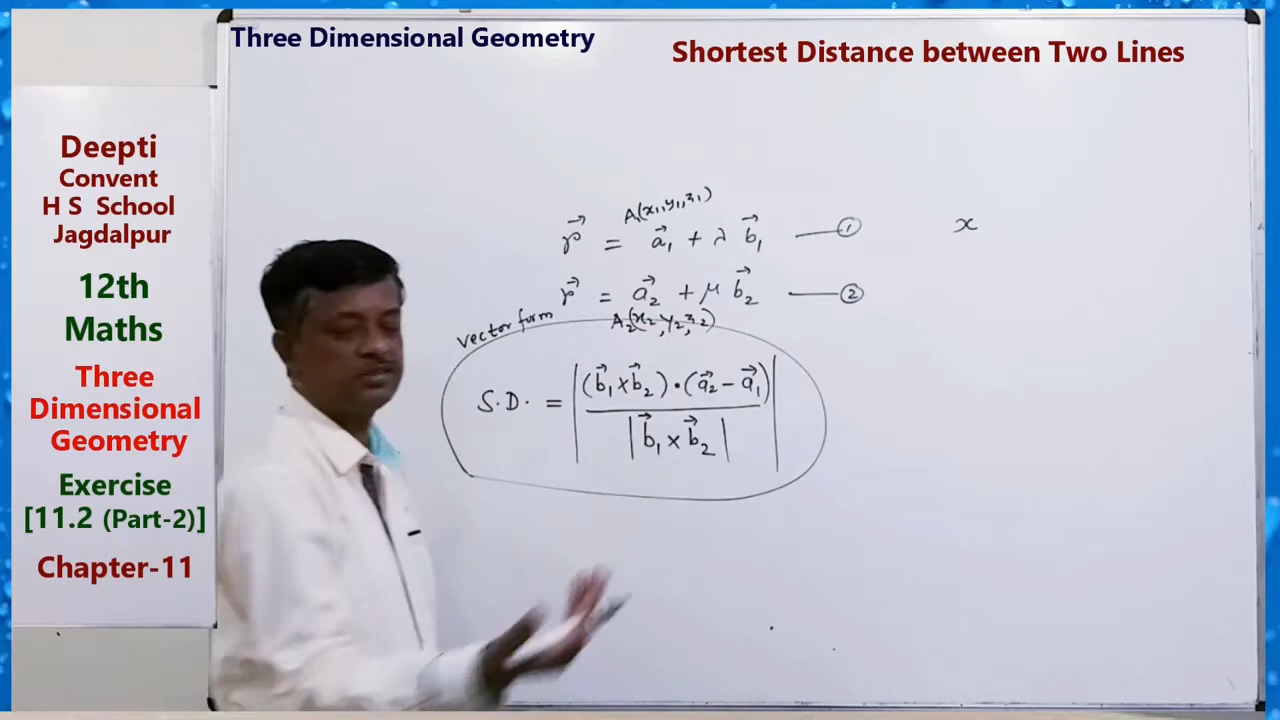 Three Dimensional Geometry
Shortest Distance between Two Lines
Deepti
Convent
H S School
Jagdalpur
12th
Maths
Three
Dimensional
Geometry
Exercise
[11.2 (Part-2)]
Chapter-11
A₁(x₁,y₁,z₁)
r⃗ = a⃗₁ + λ b⃗₁ —— ①
x
r⃗ = a⃗₂ + μ b⃗₂ —— ②
A₂(x₂,y₂,z₂)
vector form
S.D. = |(b⃗₁×b⃗₂)•(a⃗₂−a⃗₁)|
|b⃗₁×b⃗₂|